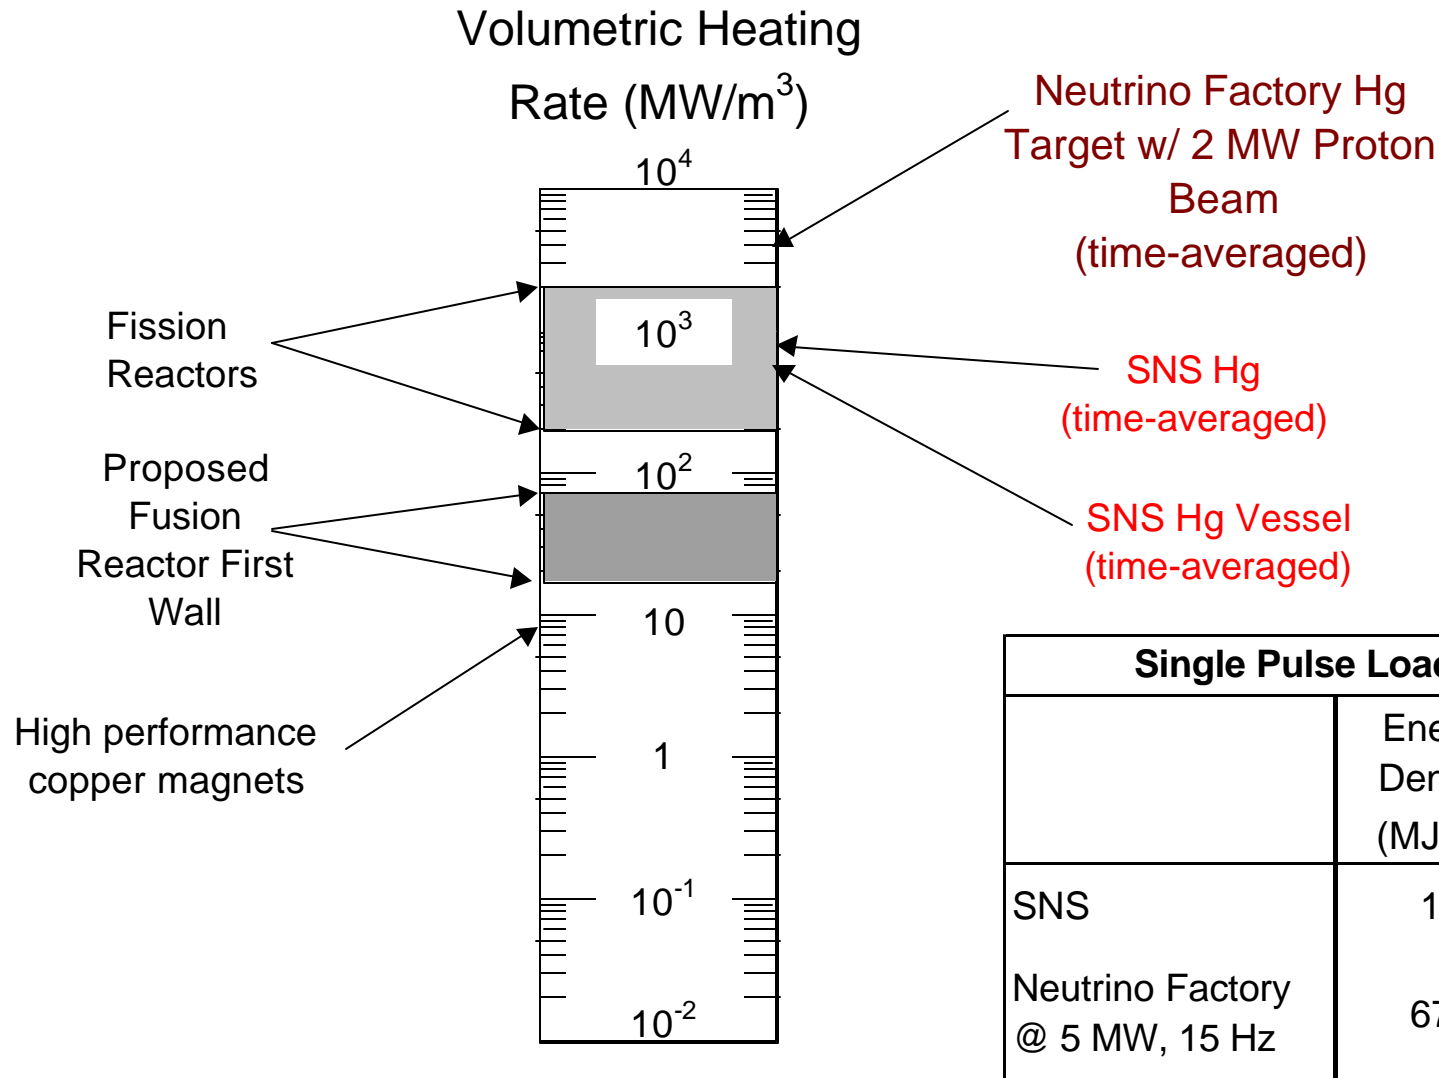 Volumetric Heating
Rate (MW/m³)
Neutrino Factory Hg
Target w/ 2 MW Proton
Beam
(time-averaged)
10⁴
Fission
Reactors
10³
SNS Hg
(time-averaged)
Proposed
Fusion
Reactor First
Wall
10²
SNS Hg Vessel
(time-averaged)
10
High performance
copper magnets
1
10⁻¹
10⁻²
Single Pulse
SNS
Neutrino Factory
@ 5 MW, 15 Hz